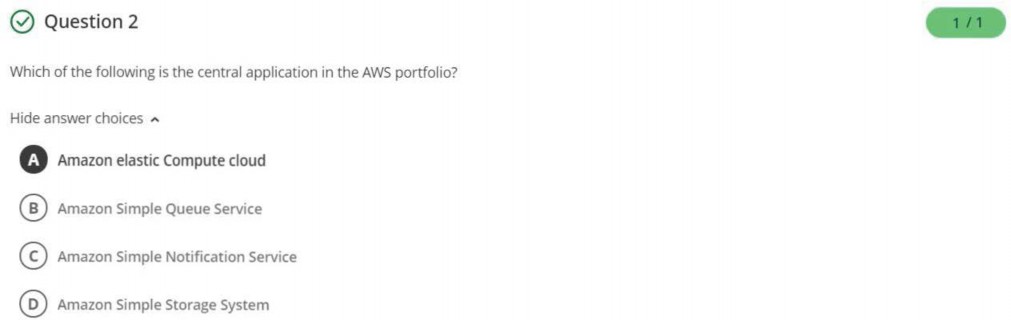 Question 2
1 / 1
Which of the following is the central application in the AWS portfolio?
Hide answer choices
A Amazon elastic Compute cloud
B Amazon Simple Queue Service
C Amazon Simple Notification Service
D Amazon Simple Storage System